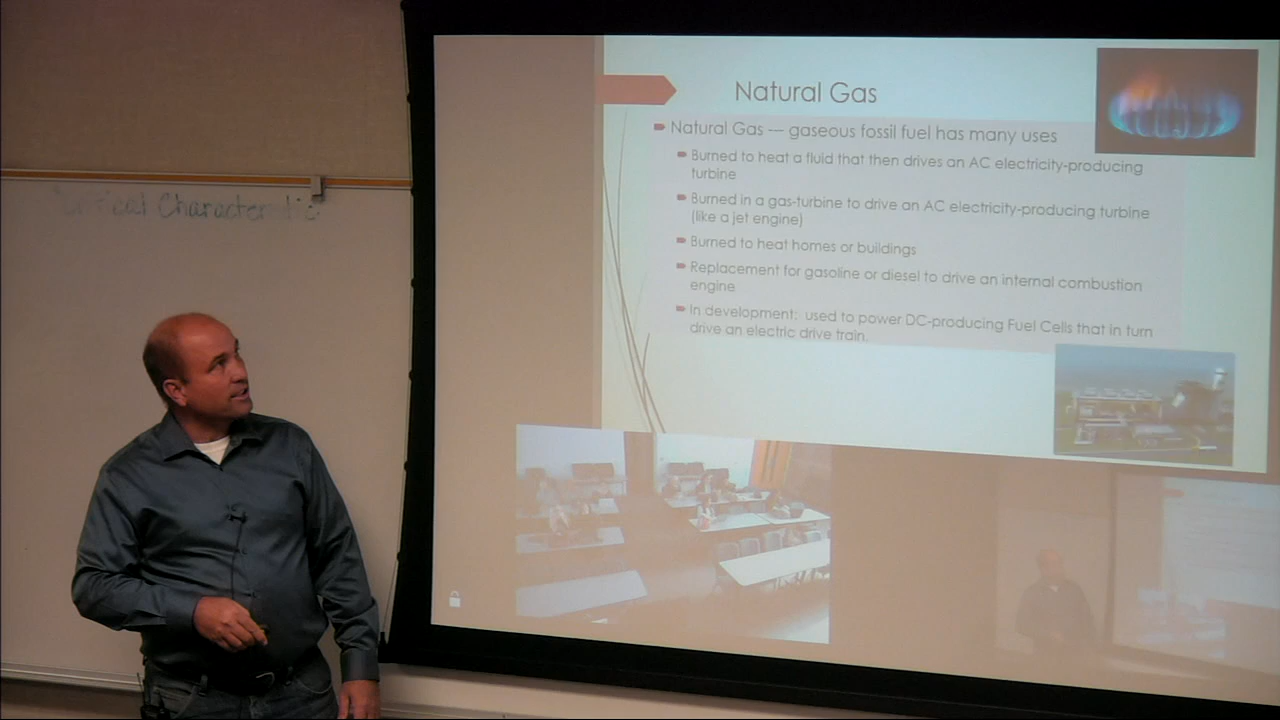 Critical Characteristic
Natural Gas
Natural Gas --- gaseous fossil fuel has many uses
Burned to heat a fluid that then drives an AC electricity-producing
turbine
Burned in a gas-turbine to drive an AC electricity-producing turbine
(like a jet engine)
Burned to heat homes or buildings
Replacement for gasoline or diesel to drive an internal combustion
engine
In development: used to power DC-producing Fuel Cells that in turn
drive an electric drive train.